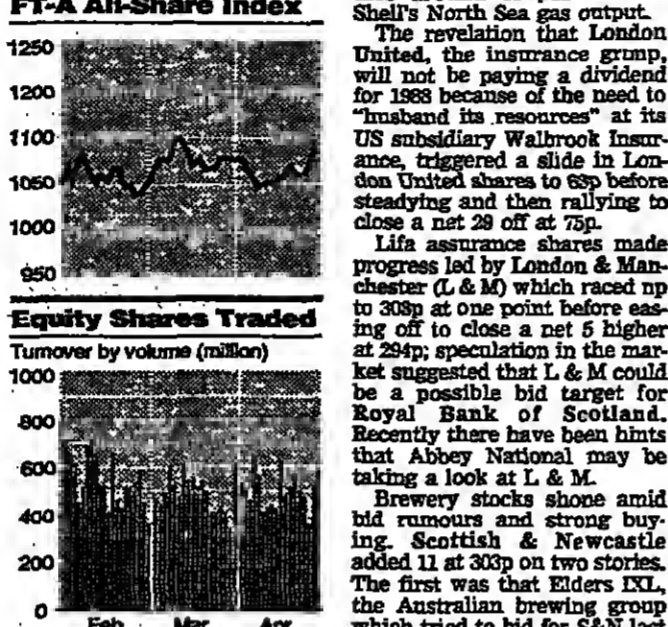 FT-A All-Share Index
1250
1200
1100
1050
1000
950
Equity Shares Traded
Turnover by volume (million)
1000
800
600
400
200
0
Feb Mar Apr
Shell's North Sea gas output.
The revelation that London
United, the insurance group,
will not be paying a dividend
for 1988 because of the need to
"husband its resources" at its
US subsidiary Walbrook Insur-
ance, triggered a slide in Lon-
don United shares to 63p before
steadying and then rallying to
close a net 29 off at 75p.
Life assurance shares made
progress led by London & Man-
chester (L & M) which raced up
to 303p at one point before eas-
ing off to close a net 5 higher
at 294p; speculation in the mar-
ket suggested that L & M could
be a possible bid target for
Royal Bank of Scotland.
Recently there have been hints
that Abbey National may be
taking a look at L & M.
Brewery stocks shone amid
bid rumours and strong buy-
ing. Scottish & Newcastle
added 11 at 303p on two stories.
The first was that Elders IXL,
the Australian brewing group
which tried to bid for S&N last